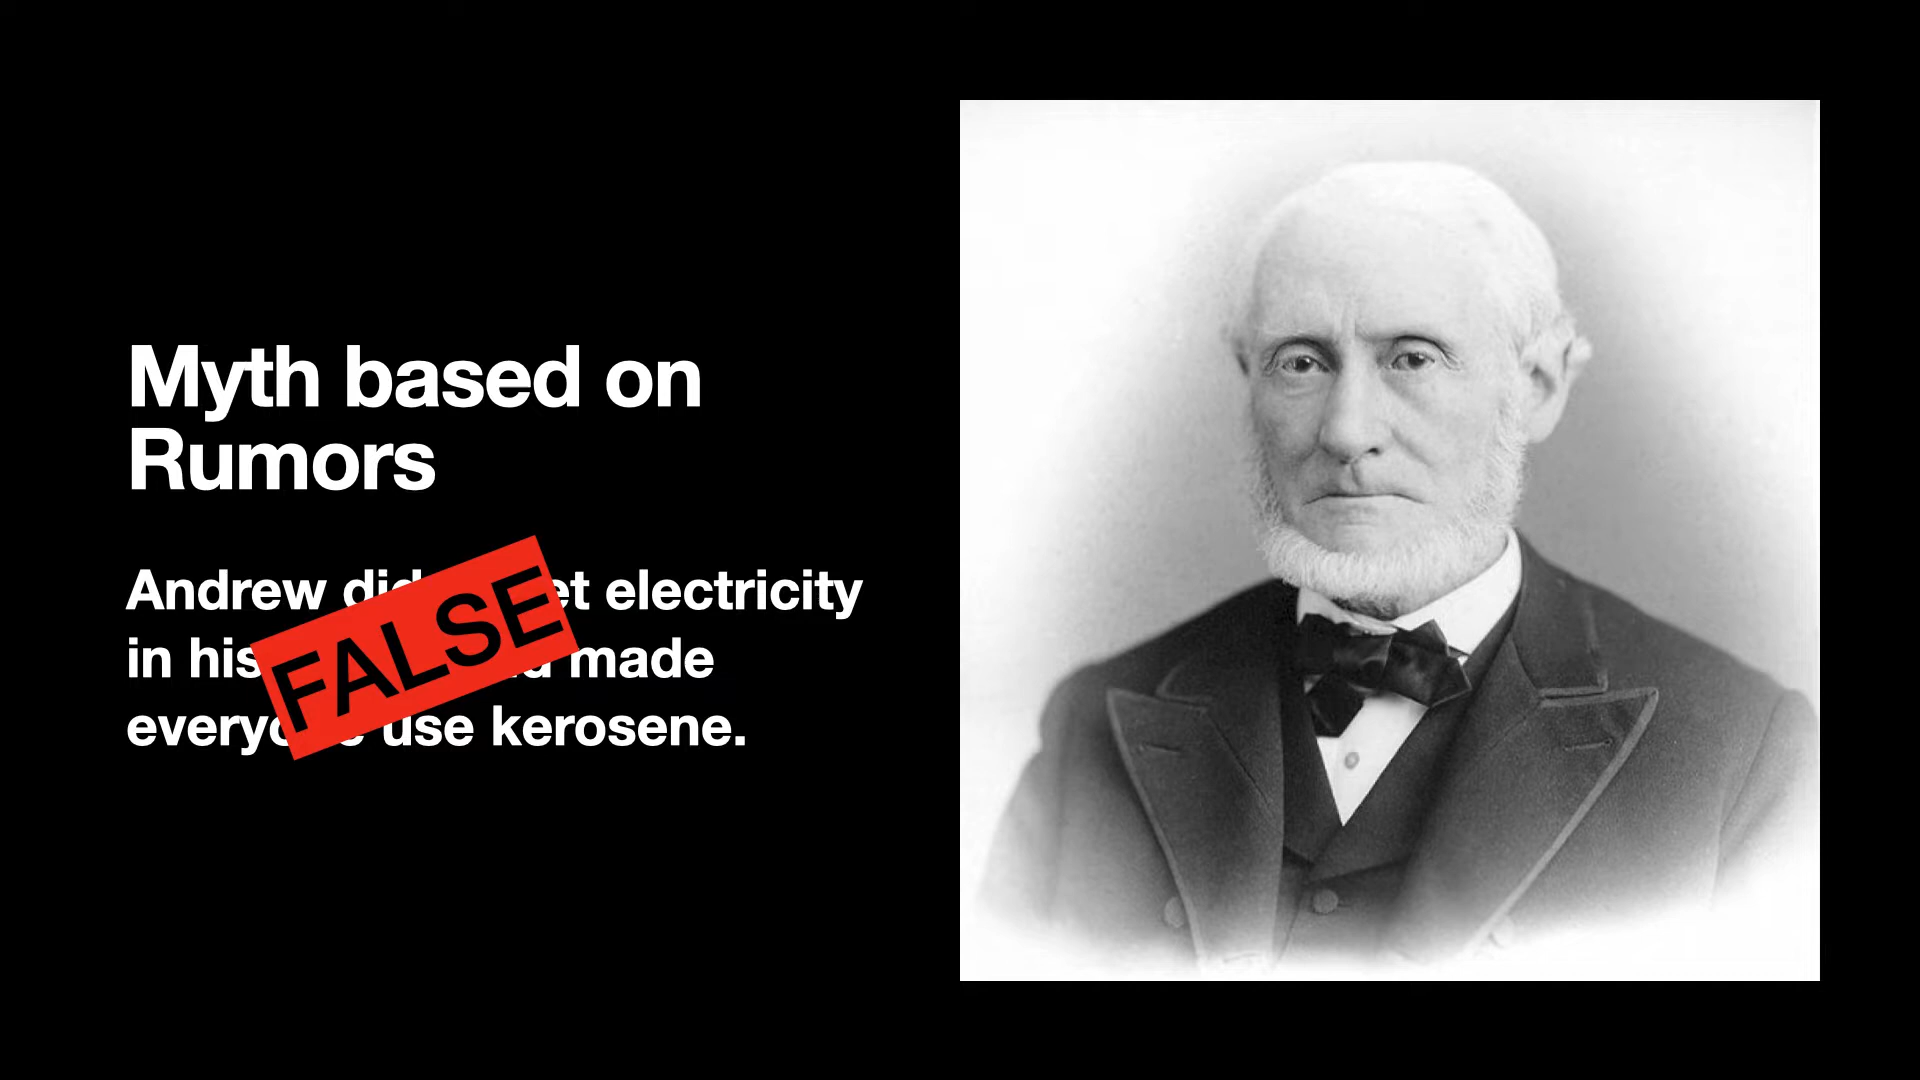 Myth based on
Rumors
Andrew did et electricity
in his made
everyo e use kerosene.
FALSE